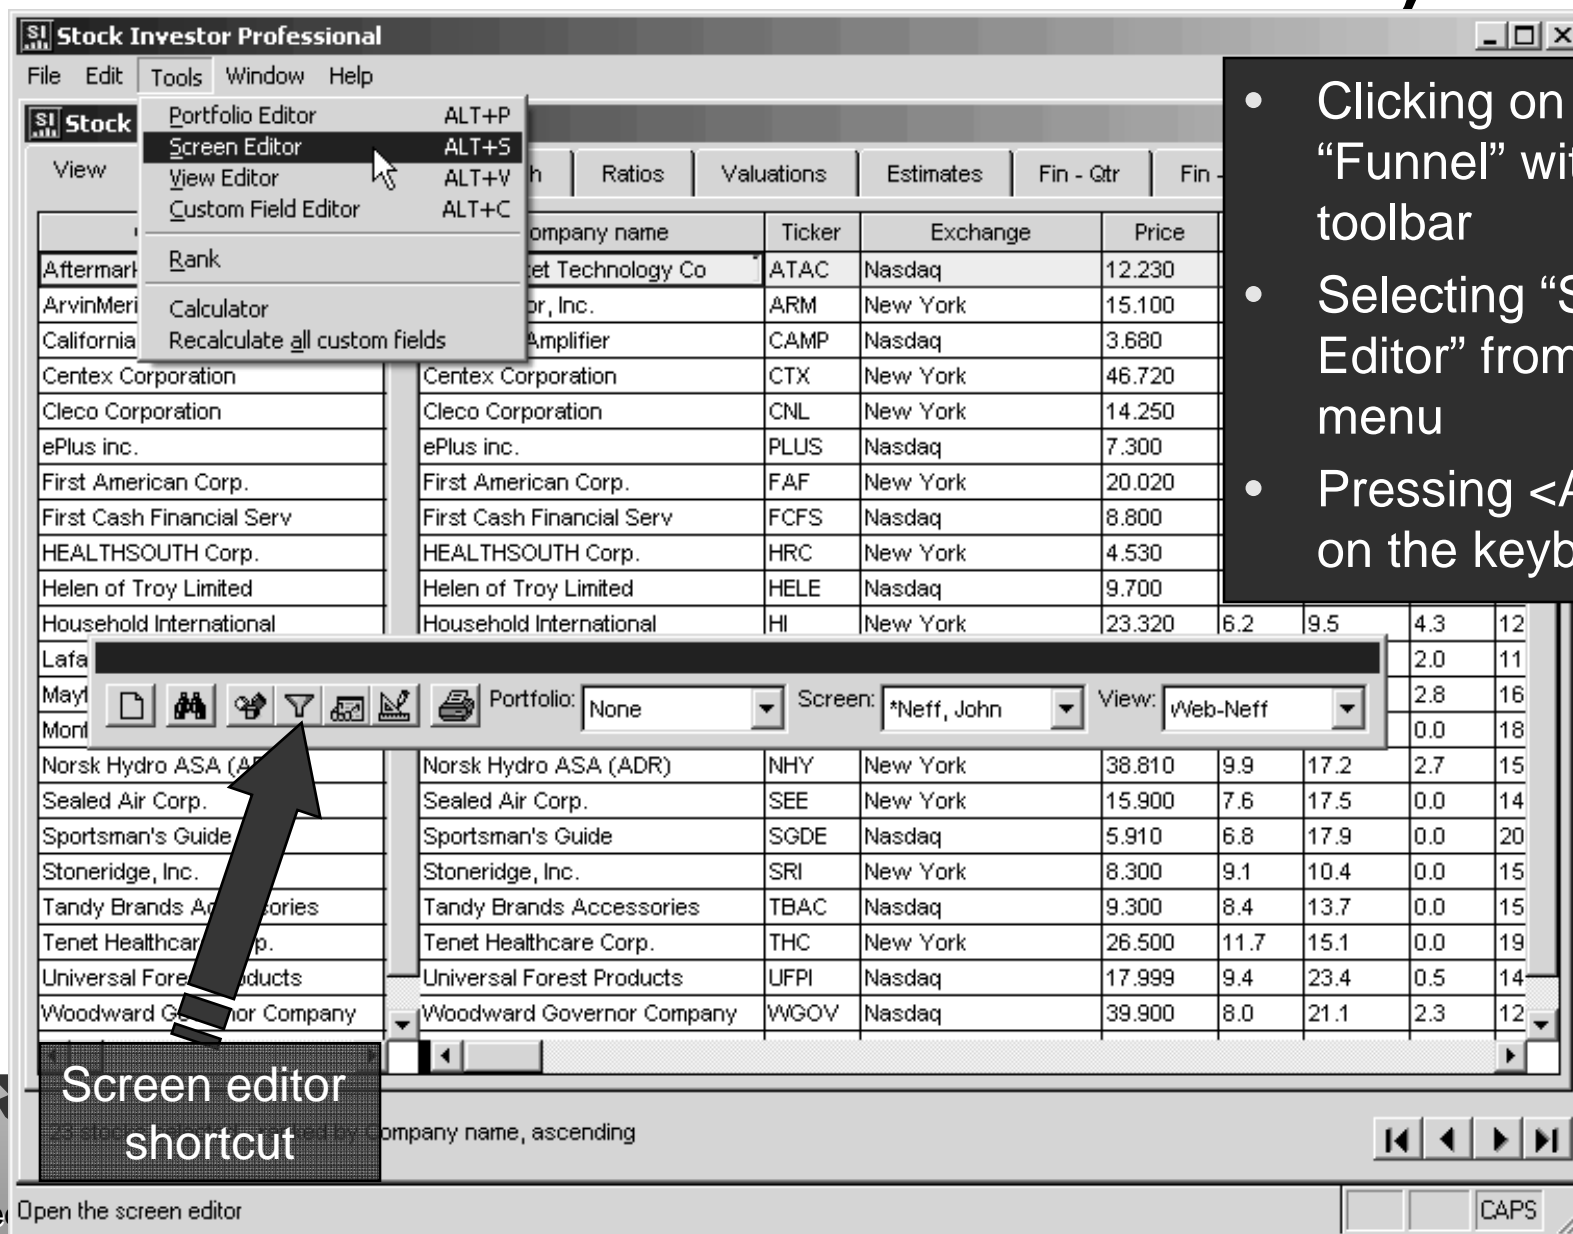 Stock Investor Professional
File Edit Tools Window Help
Stock
Portfolio Editor ALT+P
Screen Editor ALT+S
View Editor ALT+V
Custom Field Editor ALT+C
Rank
Calculator
Recalculate all custom fields
View Ratios Valuations Estimates Fin - Qtr Fin -
Company name Ticker Exchange Price
ATAC Nasdaq 12.230
Technology Co
ARM New York 15.100
Inc.
California Amplifier CAMP Nasdaq 3.680
Centex Corporation Centex Corporation CTX New York 46.720
Cleco Corporation Cleco Corporation CNL New York 14.250
ePlus inc. ePlus inc. PLUS Nasdaq 7.300
First American Corp. First American Corp. FAF New York 20.020
First Cash Financial Serv First Cash Financial Serv FCFS Nasdaq 8.800
HEALTHSOUTH Corp. HEALTHSOUTH Corp. HRC New York 4.530
Helen of Troy Limited Helen of Troy Limited HELE Nasdaq 9.700
Household International Household International HI New York 23.320 6.2 9.5 4.3 12
2.0 11
2.8 16
0.0 18
Portfolio: None Screen: *Neff, John View: Web-Neff
Norsk Hydro ASA Norsk Hydro ASA (ADR) NHY New York 38.810 9.9 17.2 2.7 15
Sealed Air Corp. Sealed Air Corp. SEE New York 15.900 7.6 17.5 0.0 14
Sportsman's Guide Sportsman's Guide SGDE Nasdaq 5.910 6.8 17.9 0.0 20
Stoneridge, Inc. Stoneridge, Inc. SRI New York 8.300 9.1 10.4 0.0 15
Tandy Brands Tandy Brands Accessories TBAC Nasdaq 9.300 8.4 13.7 0.0 15
Tenet Tenet Healthcare Corp. THC New York 26.500 11.7 15.1 0.0 19
Universal Universal Forest Products UFPI Nasdaq 17.999 9.4 23.4 0.5 14
Woodward Company Woodward Governor Company WGOV Nasdaq 39.900 8.0 21.1 2.3 12
• Clicking on
“Funnel”
toolbar
• Selecting
Editor” from
menu
• Pressing
on the
Screen editor
shortcut
23 by Company name, ascending
Open the screen editor
CAPS